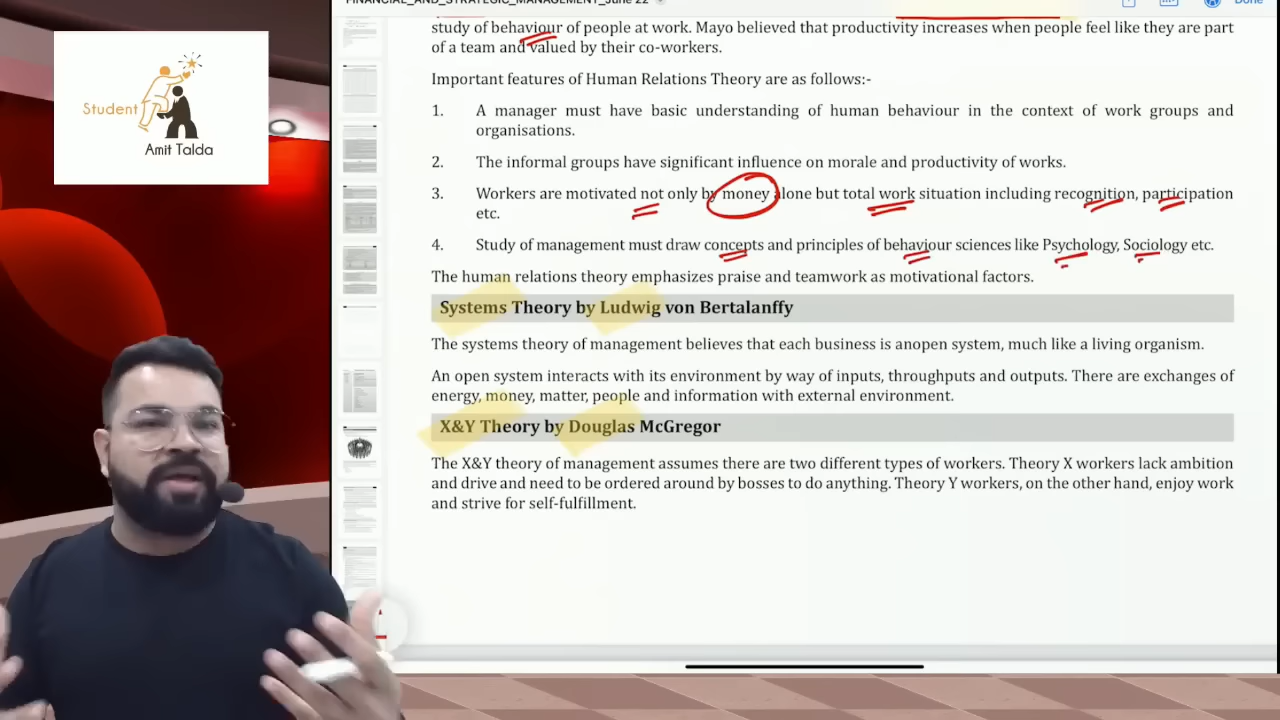 FINANCIAL_AND_STRATEGIC_MANAGEMENT_June 22
Done
Student
Amit Talda
study of behaviour of people at work. Mayo believed that productivity increases when people feel like they are part
of a team and valued by their co-workers.
Important features of Human Relations Theory are as follows:-
1. A manager must have basic understanding of human behaviour in the context of work groups and
organisations.
2. The informal groups have significant influence on morale and productivity of works.
3. Workers are motivated not only by money alone but total work situation including recognition, participation
etc.
4. Study of management must draw concepts and principles of behaviour sciences like Psychology, Sociology etc.
The human relations theory emphasizes praise and teamwork as motivational factors.
Systems Theory by Ludwig von Bertalanffy
The systems theory of management believes that each business is anopen system, much like a living organism.
An open system interacts with its environment by way of inputs, throughputs and outputs. There are exchanges of
energy, money, matter, people and information with external environment.
X&Y Theory by Douglas McGregor
The X&Y theory of management assumes there are two different types of workers. Theory X workers lack ambition
and drive and need to be ordered around by bosses to do anything. Theory Y workers, on the other hand, enjoy work
and strive for self-fulfillment.